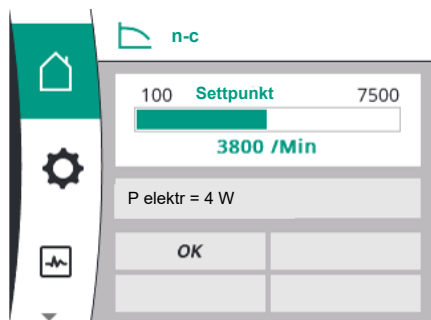 n-c
100 Settpunkt 7500
3800 /Min
P elektr = 4 W
OK